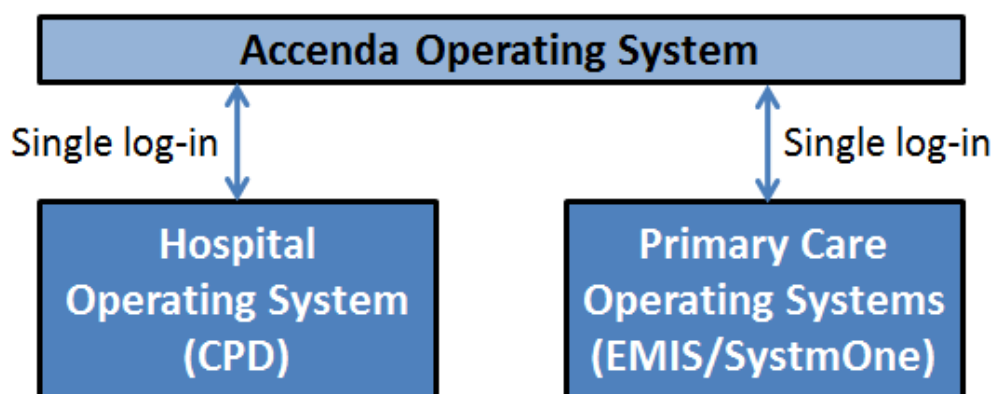 Accenda Operating System
Single log-in
Single log-in
Hospital
Operating System
(CPD)
Primary Care
Operating Systems
(EMIS/SystmOne)